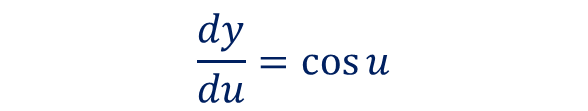 dy/du = cos u